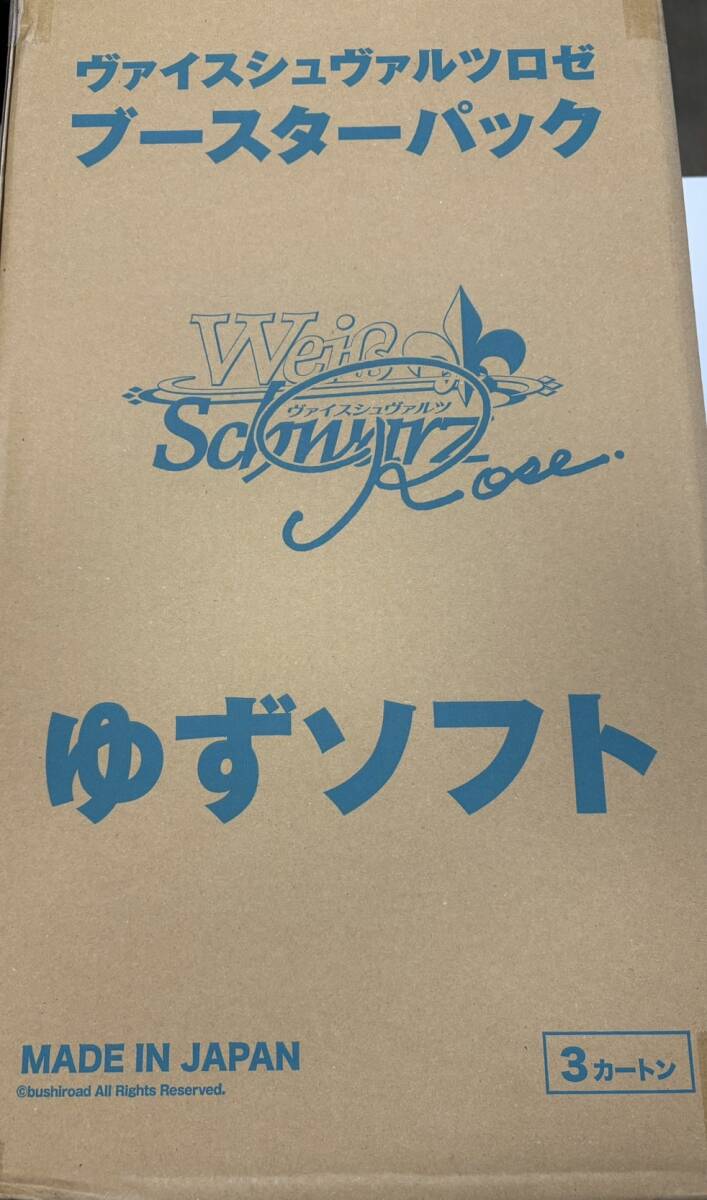 ヴァイスシュヴァルツロゼ
ブースターパック
Weiß
ヴァイスシュヴァルツ
Schwarz
Rose.
ゆずソフト
MADE IN JAPAN
©bushiroad All Rights Reserved.
3カートン